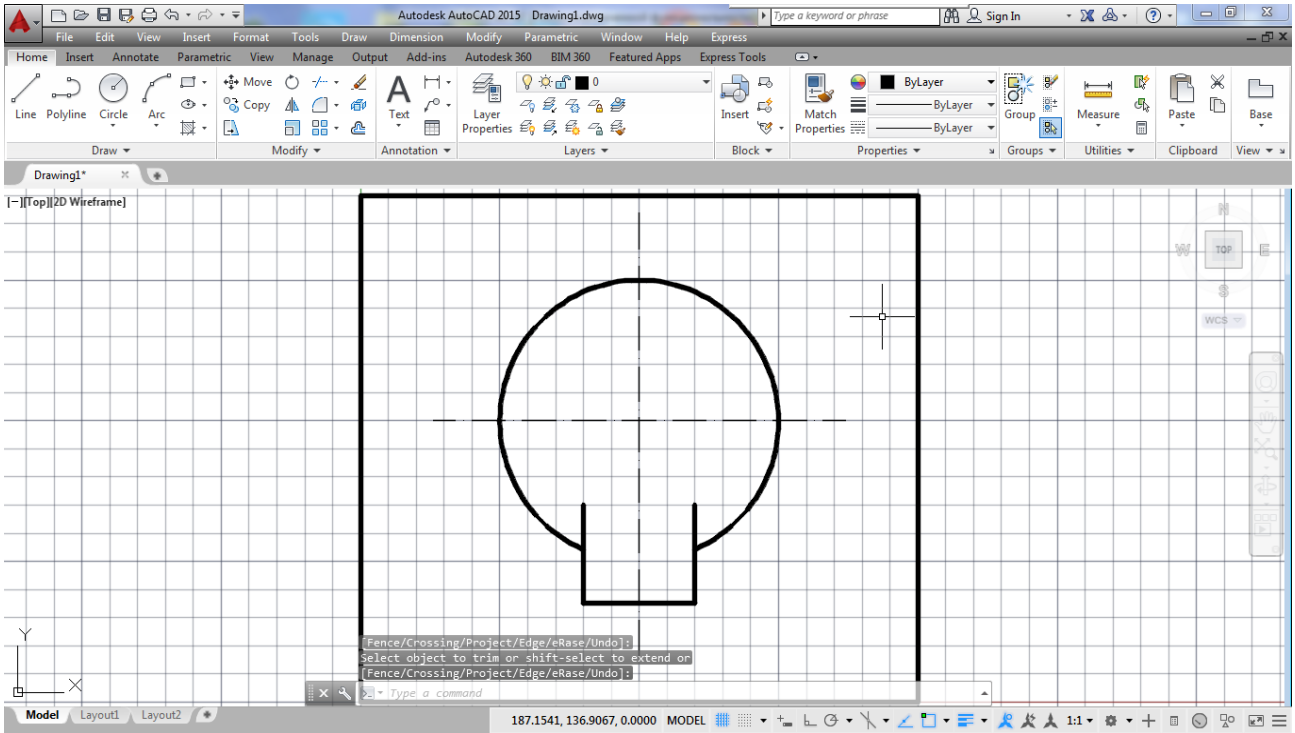 Autodesk AutoCAD 2015 Drawing1.dwg
Type a keyword or phrase
Sign In
File Edit View Insert Format Tools Draw Dimension Modify Parametric Window Help Express
Home Insert Annotate Parametric View Manage Output Add-ins Autodesk 360 BIM 360 Featured Apps Express Tools
Line Polyline Circle Arc
Move
Copy
Text
Layer
Properties
0
Insert
Match
Properties
ByLayer
ByLayer
ByLayer
Group
Measure
Paste
Base
Draw Modify Annotation Layers Block Properties Groups Utilities Clipboard View
Drawing1*
[−][Top][2D Wireframe]
N
W TOP E
S
WCS
[Fence/Crossing/Project/Edge/eRase/Undo]:
Select object to trim or shift-select to extend or
[Fence/Crossing/Project/Edge/eRase/Undo]:
Type a command
Y
X
Model Layout1 Layout2
187.1541, 136.9067, 0.0000 MODEL 1:1